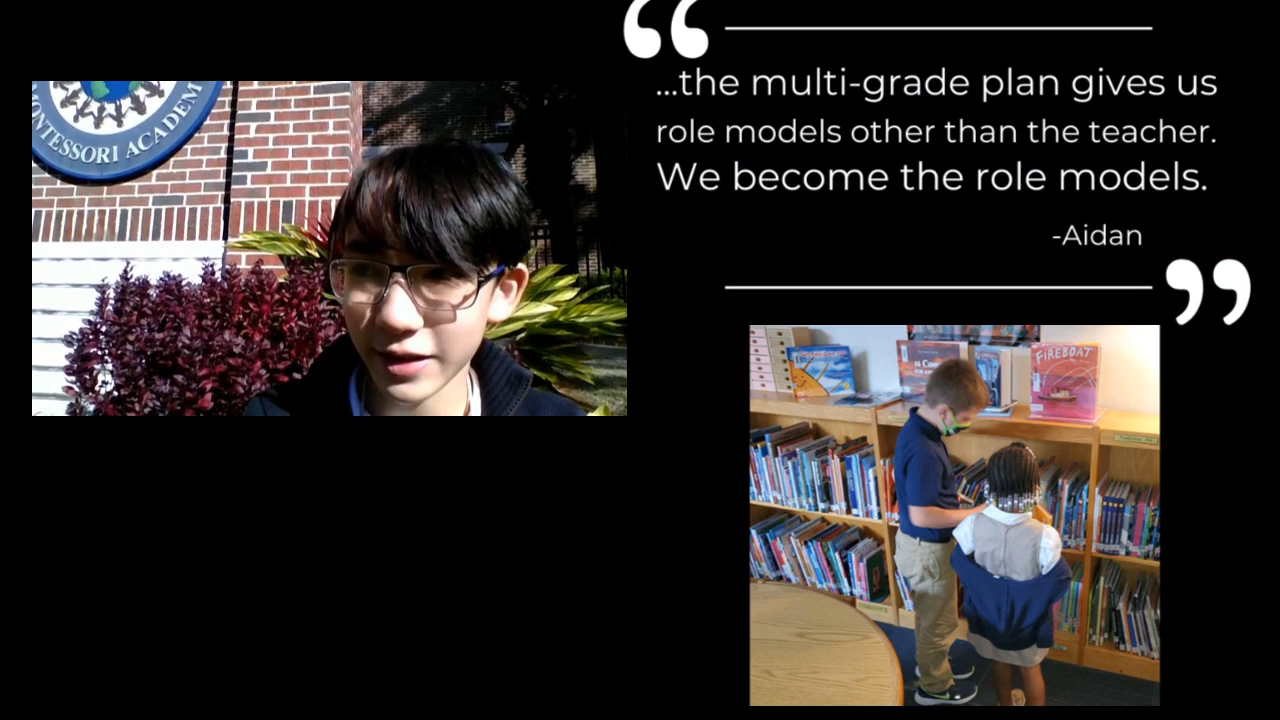 “
...the multi-grade plan gives us
role models other than the teacher.
We become the role models.
-Aidan
”
ONTESSORI ACADEM
FIREBOAT